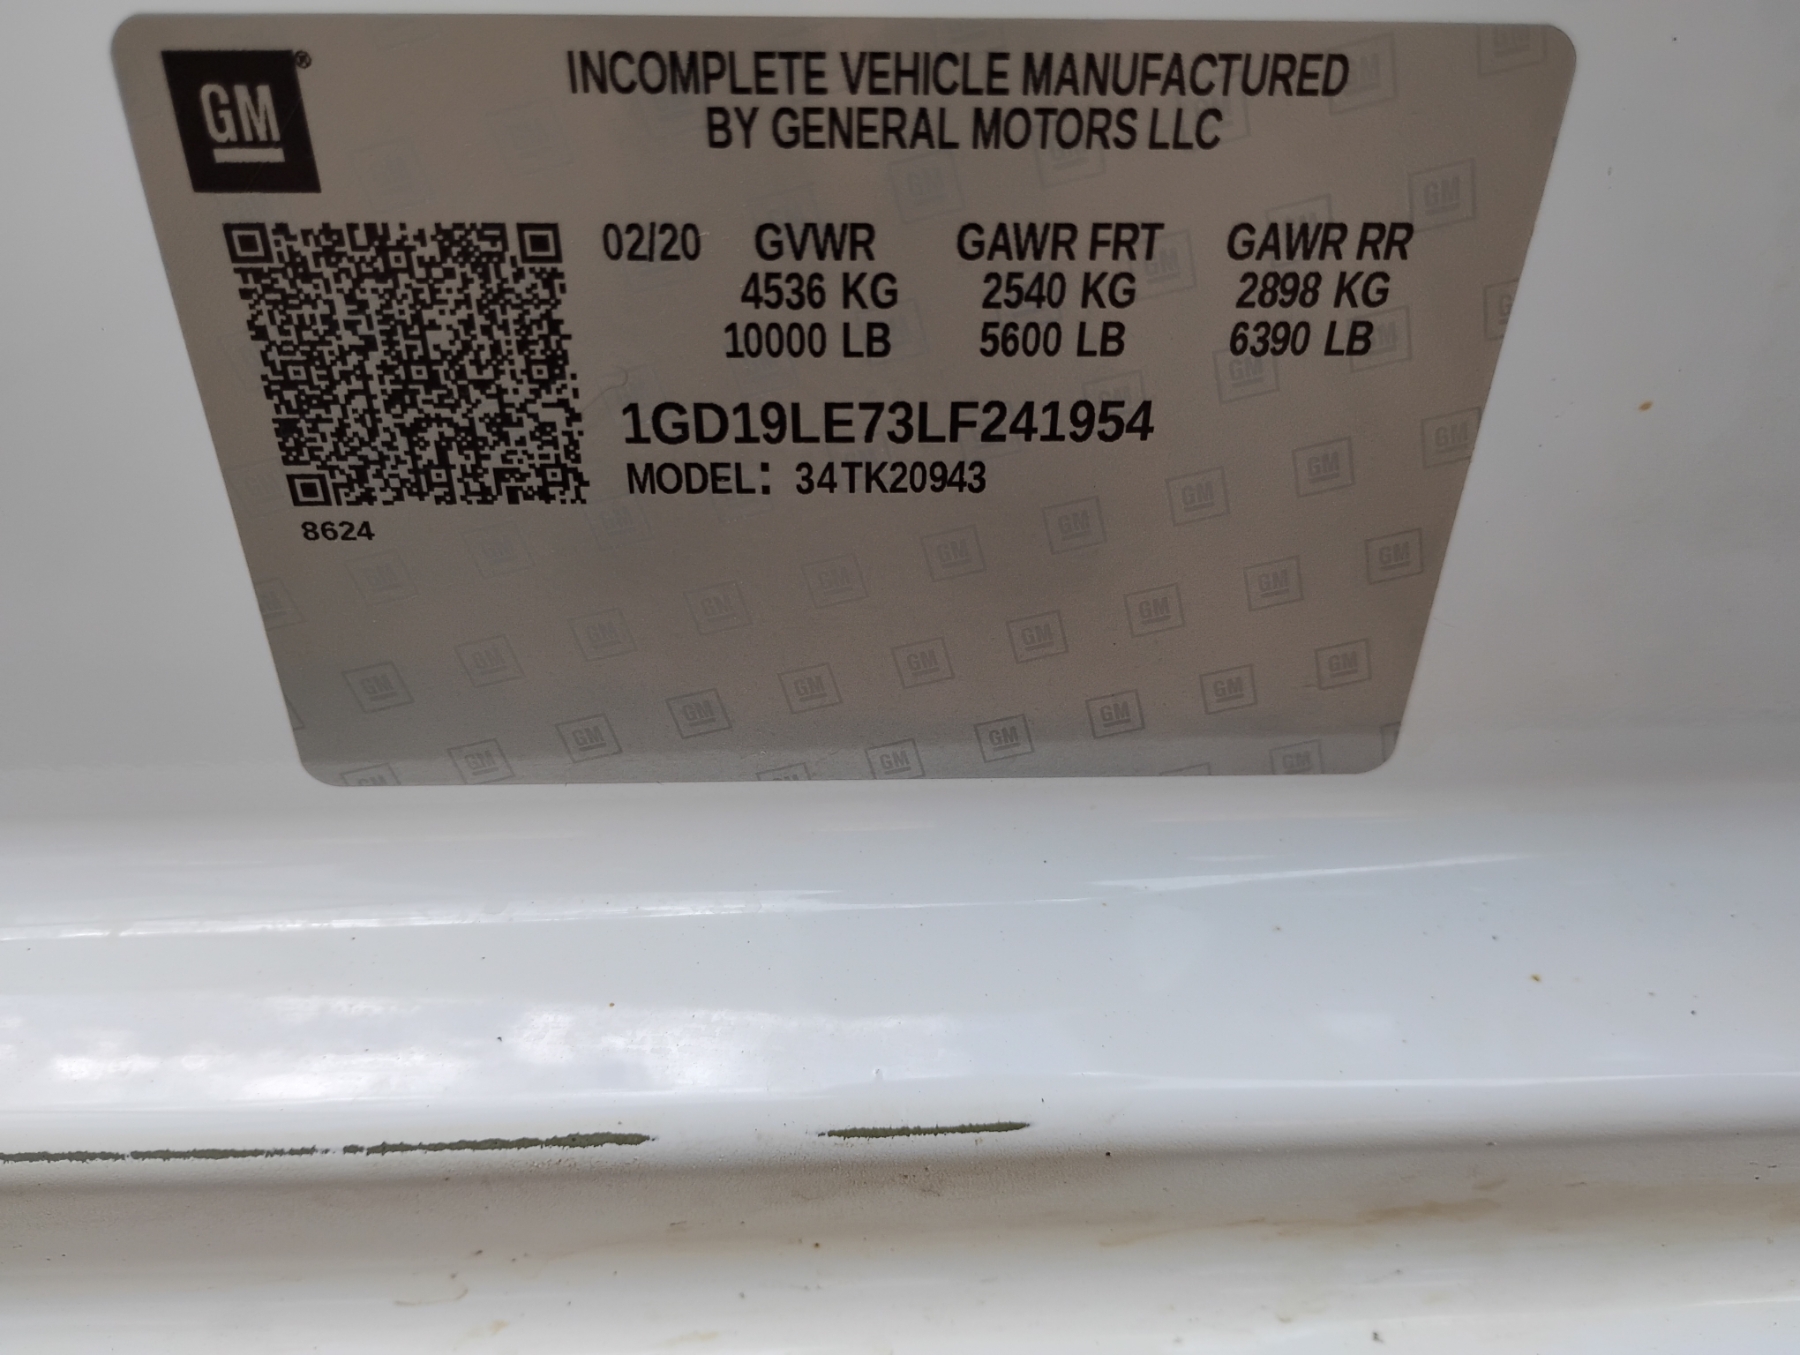 GM®
INCOMPLETE VEHICLE MANUFACTURED
BY GENERAL MOTORS LLC
02/20 GVWR GAWR FRT GAWR RR
4536 KG 2540 KG 2898 KG
10000 LB 5600 LB 6390 LB
1GD19LE73LF241954
MODEL: 34TK20943
8624